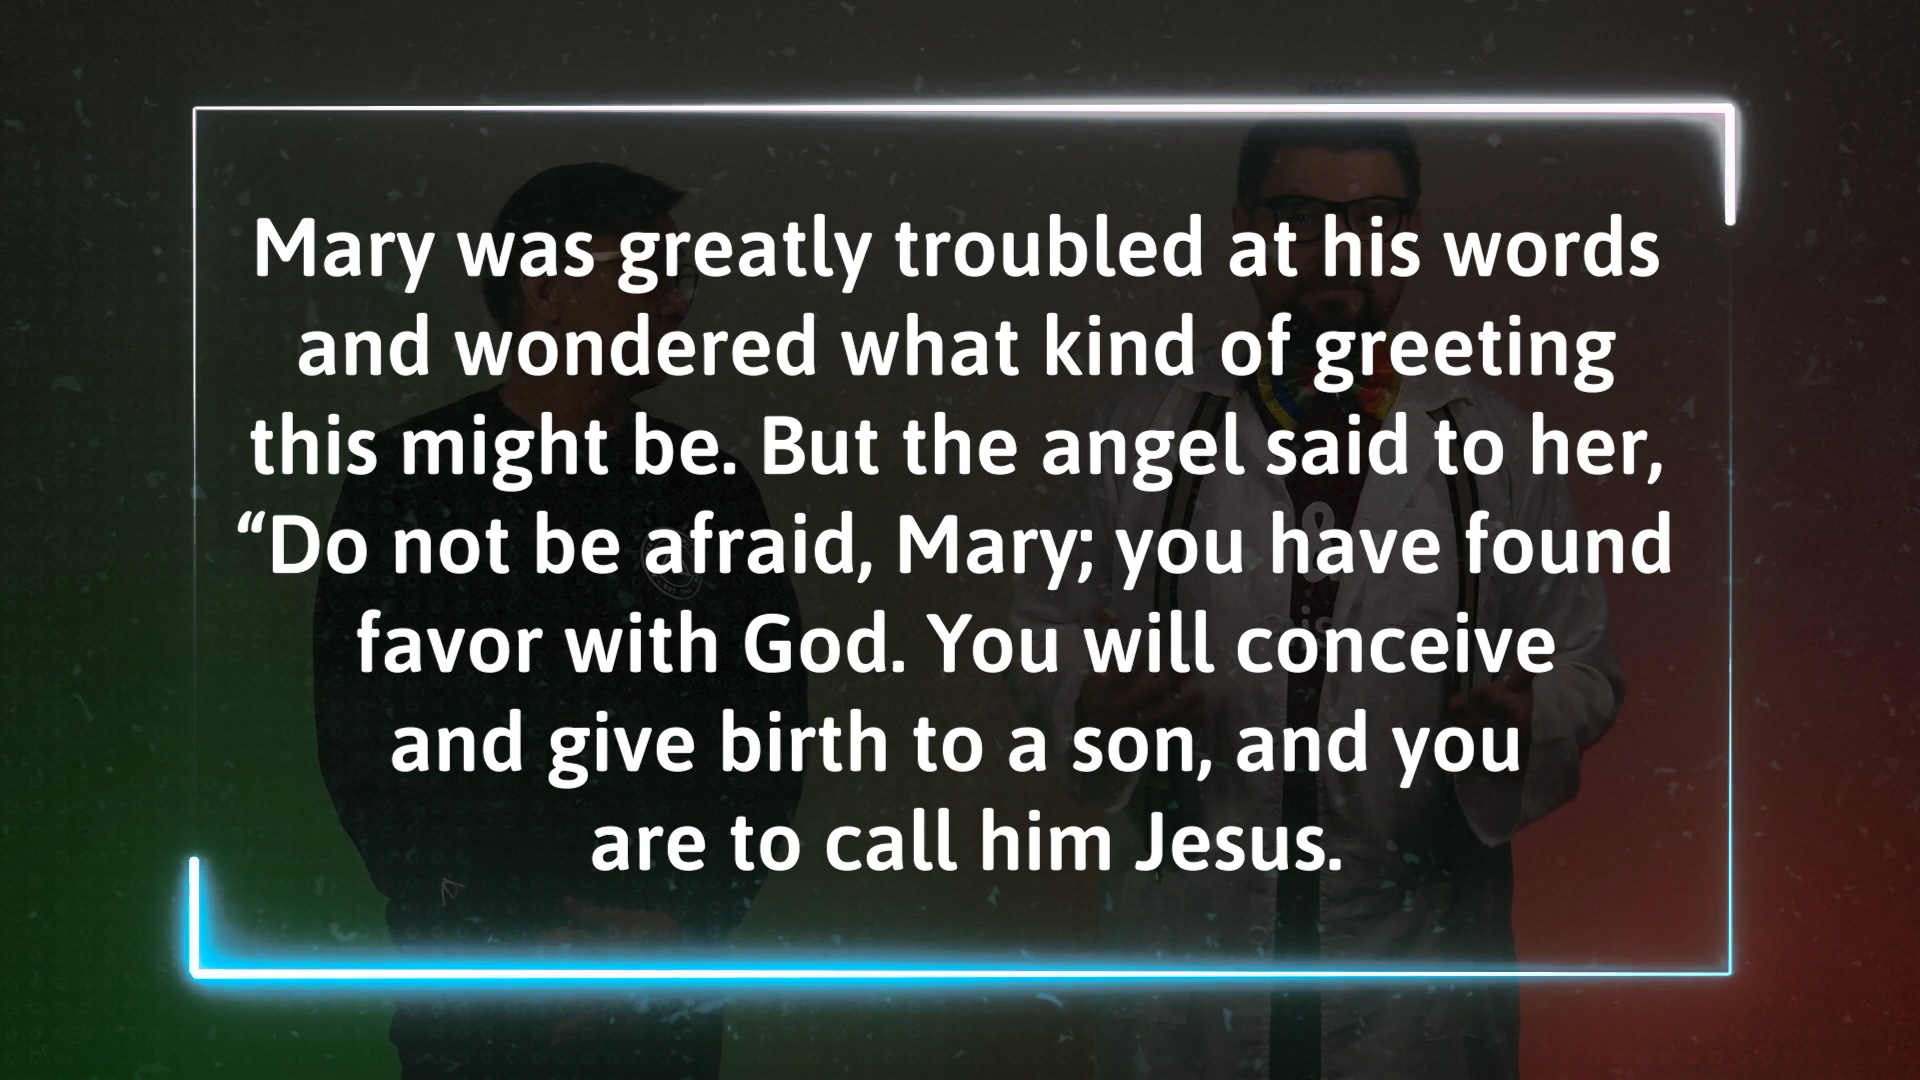 Mary was greatly troubled at his words
and wondered what kind of greeting
this might be. But the angel said to her,
“Do not be afraid, Mary; you have found
favor with God. You will conceive
and give birth to a son, and you
are to call him Jesus.